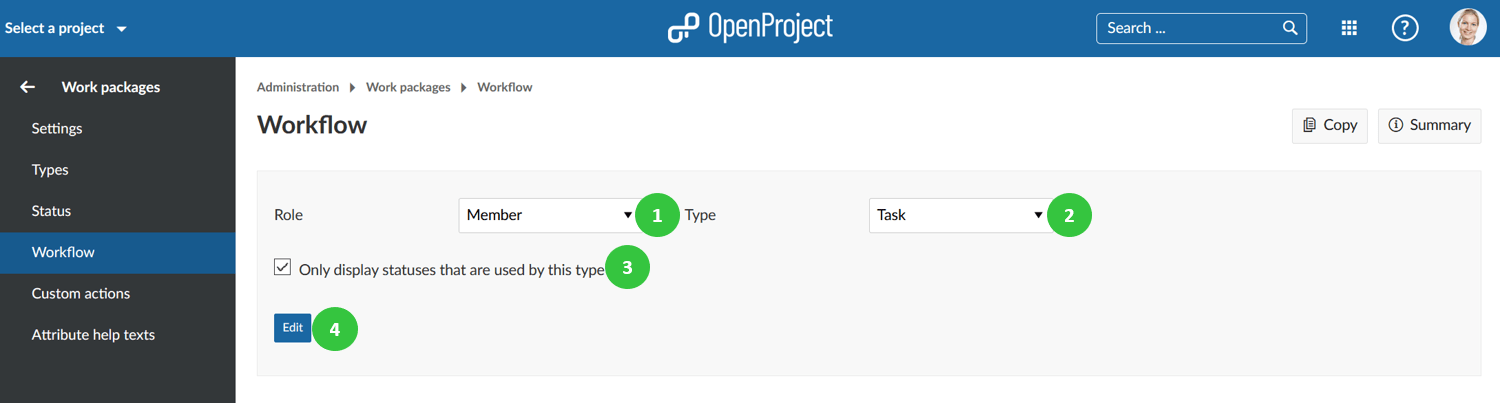 Select a project
OpenProject
Search ...
?
Work packages
Settings
Types
Status
Workflow
Custom actions
Attribute help texts
Administration Work packages Workflow
Workflow
Copy
Summary
Role Member 1 Type Task 2
Only display statuses that are used by this type 3
Edit 4